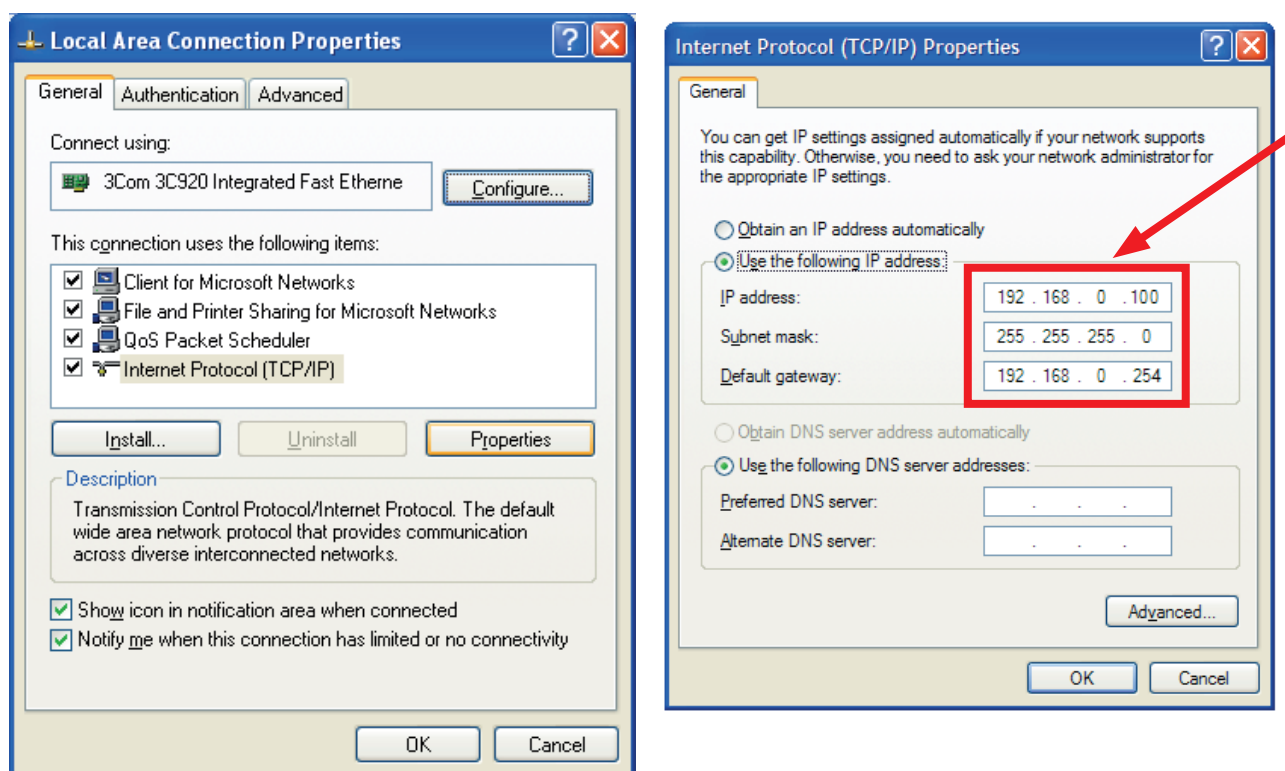 Local Area Connection Properties
General
Authentication
Advanced
Connect using:
3Com 3C920 Integrated Fast Etherne
Configure...
This connection uses the following items:
Client for Microsoft Networks
File and Printer Sharing for Microsoft Networks
QoS Packet Scheduler
Internet Protocol (TCP/IP)
Install...
Uninstall
Properties
Description
Transmission Control Protocol/Internet Protocol. The default
wide area network protocol that provides communication
across diverse interconnected networks.
Show icon in notification area when connected
Notify me when this connection has limited or no connectivity
OK
Cancel
Internet Protocol (TCP/IP) Properties
General
You can get IP settings assigned automatically if your network supports
this capability. Otherwise, you need to ask your network administrator for
the appropriate IP settings.
Obtain an IP address automatically
Use the following IP address:
IP address: 192 . 168 . 0 . 100
Subnet mask: 255 . 255 . 255 . 0
Default gateway: 192 . 168 . 0 . 254
Obtain DNS server address automatically
Use the following DNS server addresses:
Preferred DNS server: . . .
Alternate DNS server: . . .
Advanced...
OK
Cancel